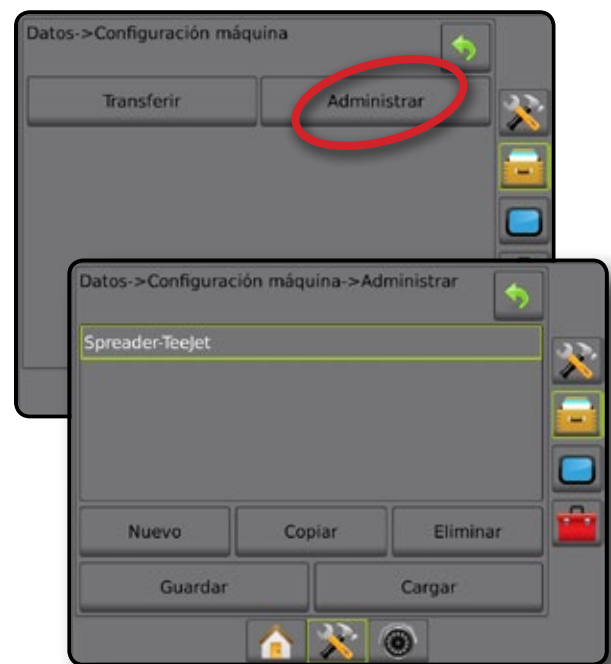 Datos->Configuración máquina
Transferir Administrar
Datos->Configuración máquina->Administrar
Spreader-TeeJet
Nuevo Copiar Eliminar
Guardar Cargar